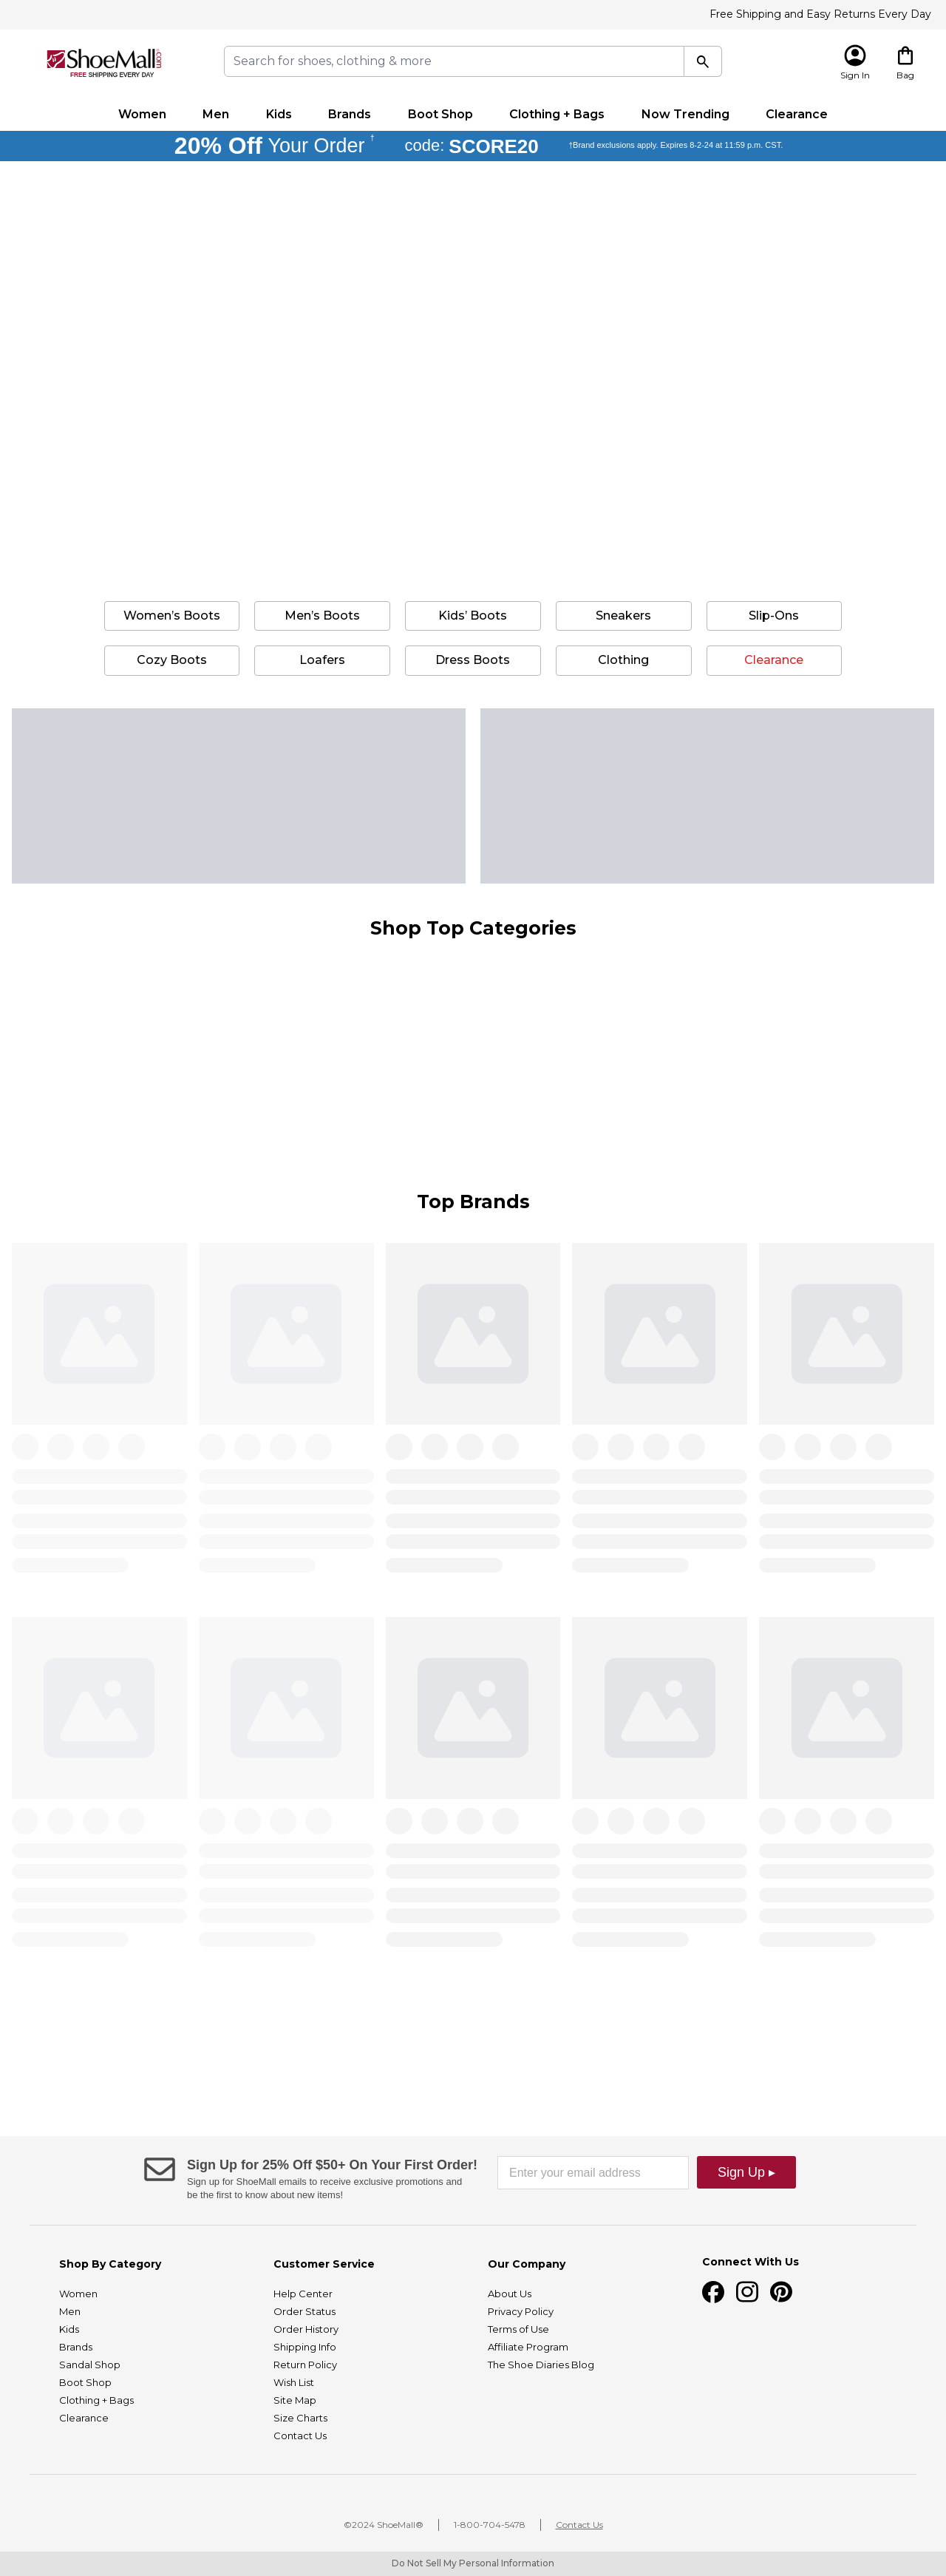 Free Shipping and Easy Returns Every Day
ShoeMall.com
FREE SHIPPING EVERY DAY
Search for shoes, clothing & more
Sign In
Bag
Women Men Kids Brands Boot Shop Clothing + Bags Now Trending Clearance
20% Off Your Order † code: SCORE20 †Brand exclusions apply. Expires 8-2-24 at 11:59 p.m. CST.
Women's Boots Men's Boots Kids' Boots Sneakers Slip-Ons
Cozy Boots Loafers Dress Boots Clothing Clearance
Shop Top Categories
Top Brands
Sign Up for 25% Off $50+ On Your First Order!
Sign up for ShoeMall emails to receive exclusive promotions and
be the first to know about new items!
Enter your email address
Sign Up ▸
Shop By Category
Women
Men
Kids
Brands
Sandal Shop
Boot Shop
Clothing + Bags
Clearance
Customer Service
Help Center
Order Status
Order History
Shipping Info
Return Policy
Wish List
Site Map
Size Charts
Contact Us
Our Company
About Us
Privacy Policy
Terms of Use
Affiliate Program
The Shoe Diaries Blog
Connect With Us
©2024 ShoeMall® 1-800-704-5478 Contact Us
Do Not Sell My Personal Information